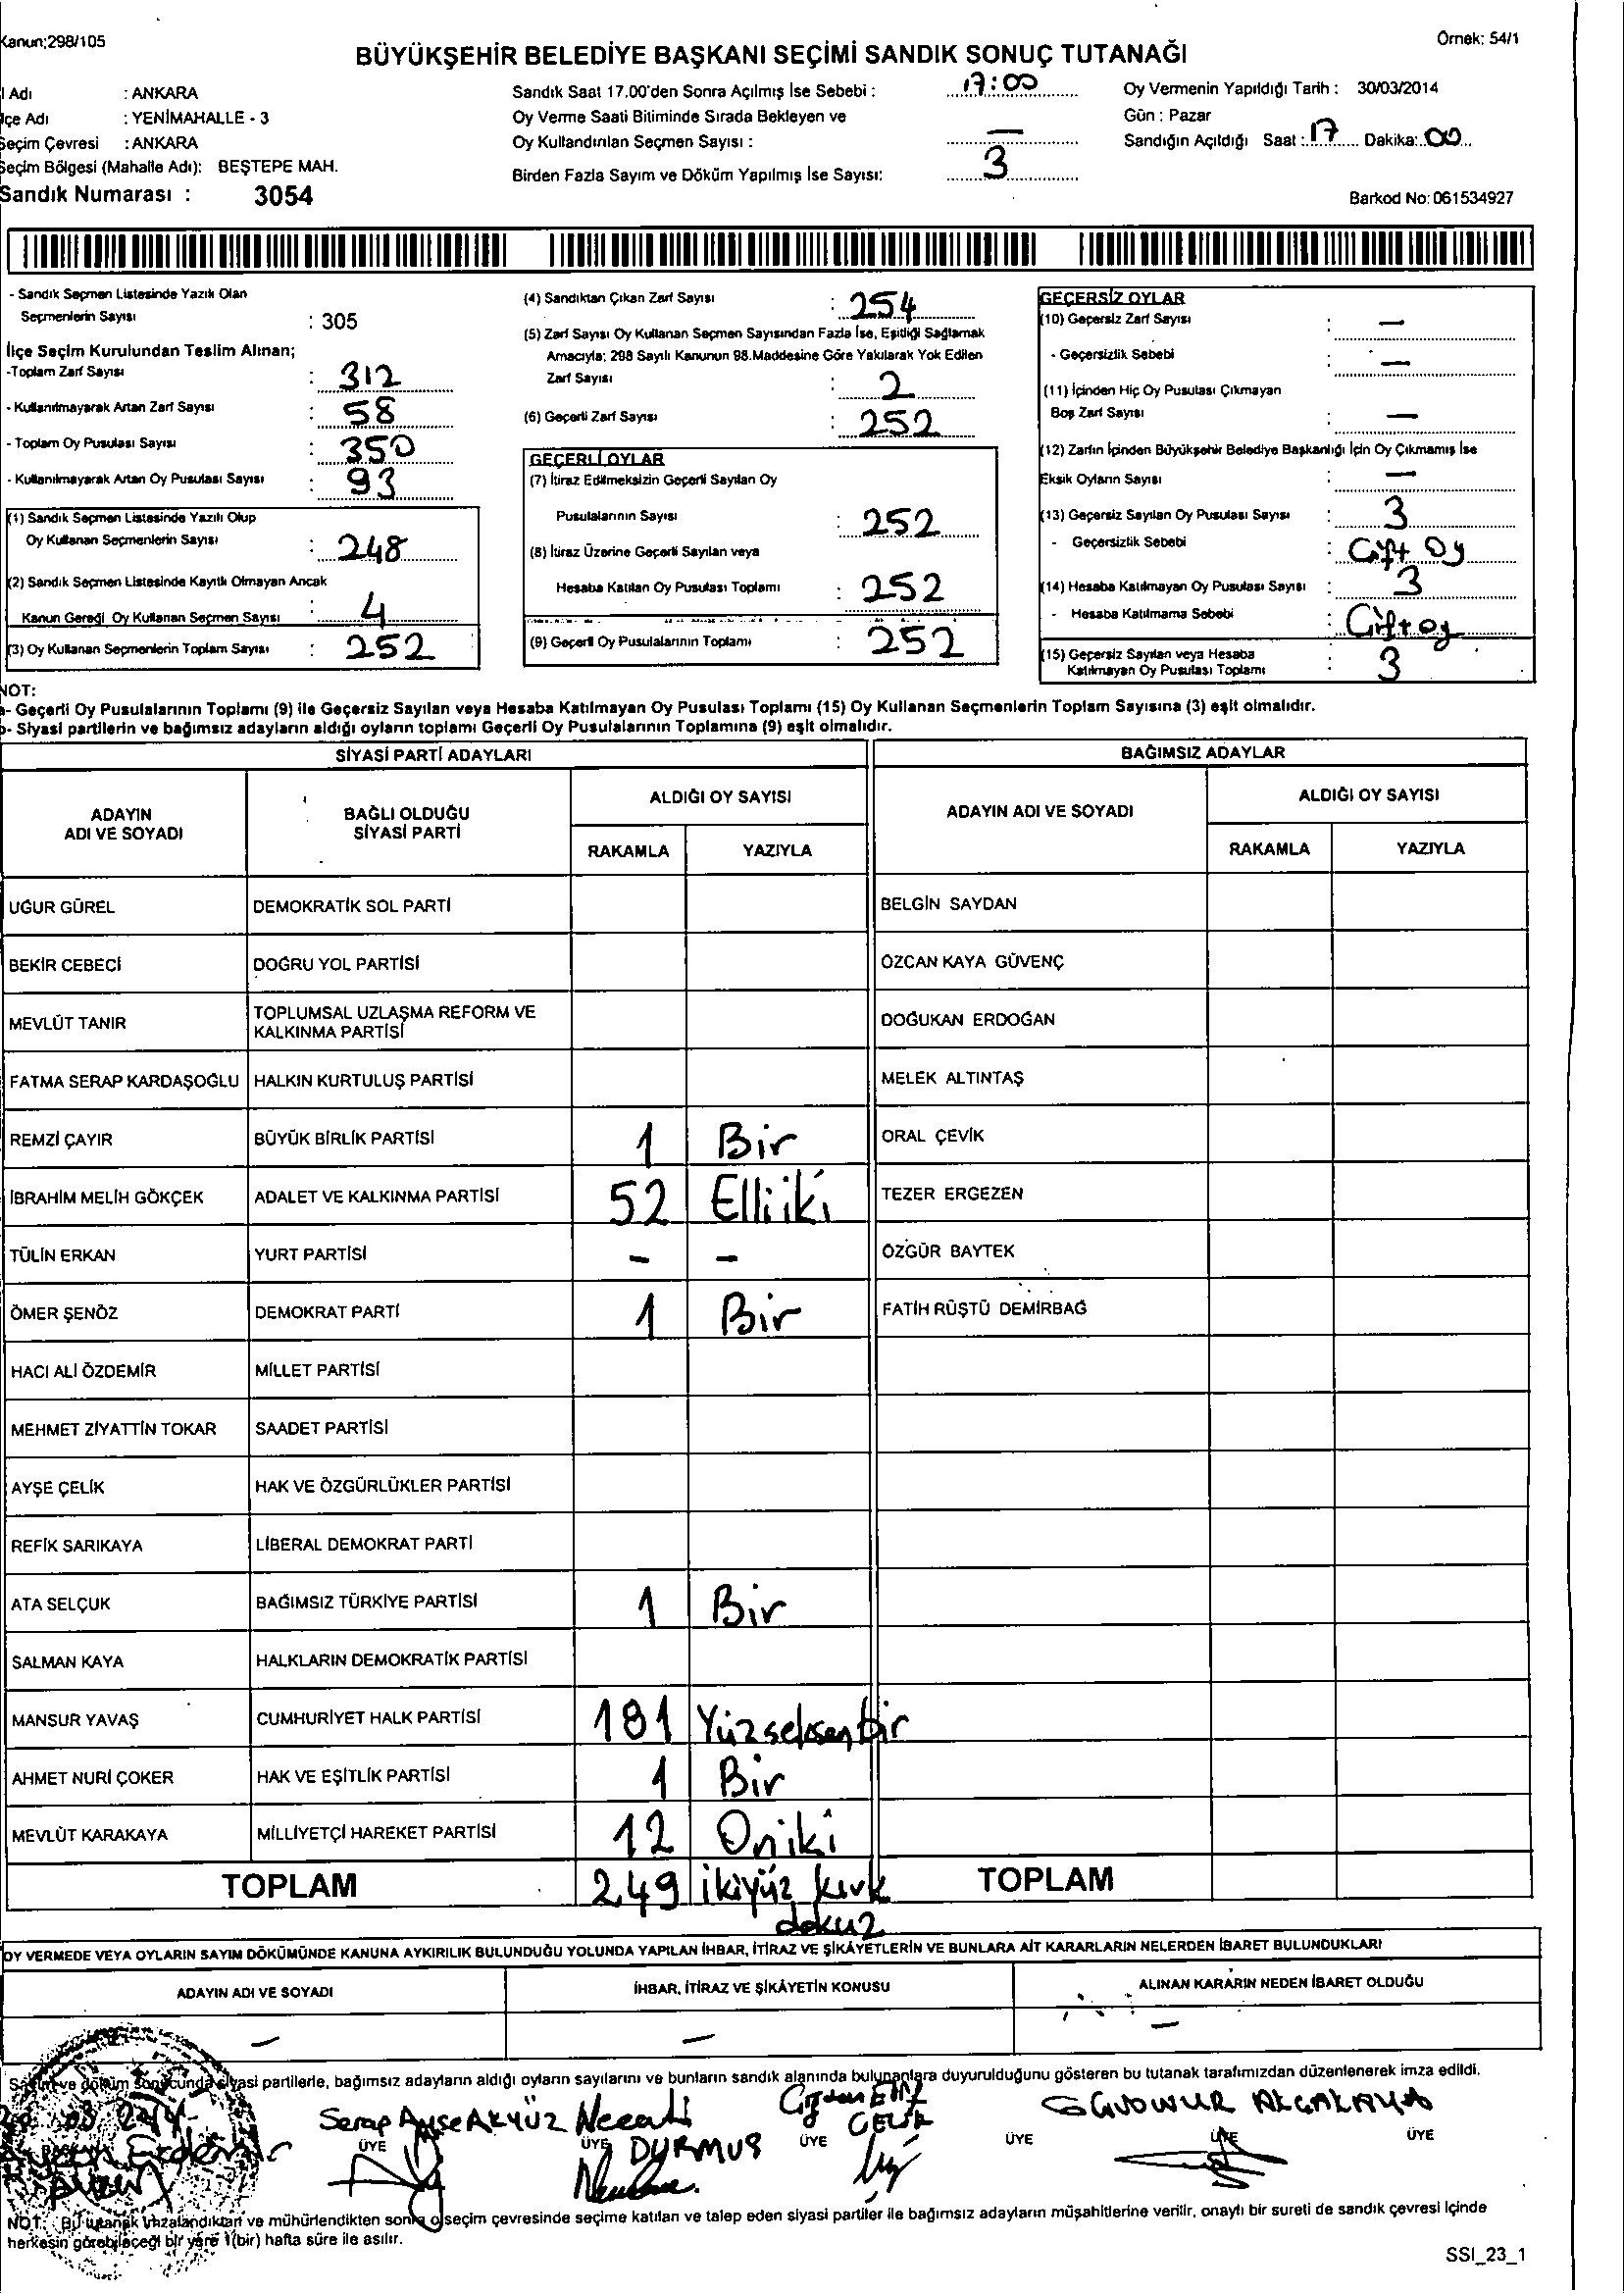 Kanun;298/105
Örnek: 54/1
BÜYÜKŞEHİR BELEDİYE BAŞKANI SEÇİMİ SANDIK SONUÇ TUTANAĞI
l Adı : ANKARA
lçe Adı : YENİMAHALLE - 3
Seçim Çevresi : ANKARA
Seçim Bölgesi (Mahalle Adı): BEŞTEPE MAH.
Sandık Numarası : 3054
Sandık Saat 17.00'den Sonra Açılmış İse Sebebi : 17:00
Oy Verme Saati Bitiminde Sırada Bekleyen ve
Oy Kullandırılan Seçmen Sayısı : —
Birden Fazla Sayım ve Döküm Yapılmış İse Sayısı: 3
Oy Vermenin Yapıldığı Tarih : 30/03/2014
Gün : Pazar
Sandığın Açıldığı Saat : 17 Dakika: 00
Barkod No: 061534927
- Sandık Seçmen Listesinde Yazılı Olan
Seçmenlerin Sayısı : 305
İlçe Seçim Kurulundan Teslim Alınan;
-Toplam Zarf Sayısı : 312
- Kullanılmayarak Artan Zarf Sayısı : 58
- Toplam Oy Pusulası Sayısı : 350
- Kullanılmayarak Artan Oy Pusulası Sayısı : 93
(1) Sandık Seçmen Listesinde Yazılı Olup
Oy Kullanan Seçmenlerin Sayısı : 248
(2) Sandık Seçmen Listesinde Kayıtlı Olmayan Ancak
Kanun Gereği Oy Kullanan Seçmen Sayısı : 4
(3) Oy Kullanan Seçmenlerin Toplam Sayısı : 252
(4) Sandıktan Çıkan Zarf Sayısı : 254
(5) Zarf Sayısı Oy Kullanan Seçmen Sayısından Fazla İse, Eşitliği Sağlamak
Amacıyla; 298 Sayılı Kanunun 98.Maddesine Göre Yakılarak Yok Edilen
Zarf Sayısı : 2
(6) Geçerli Zarf Sayısı : 252
GEÇERLİ OYLAR
(7) İtiraz Edilmeksizin Geçerli Sayılan Oy
Pusulalarının Sayısı : 252
(8) İtiraz Üzerine Geçerli Sayılan veya
Hesaba Katılan Oy Pusulası Toplamı : 252
(9) Geçerli Oy Pusulalarının Toplamı : 252
GEÇERSİZ OYLAR
(10) Geçersiz Zarf Sayısı : —
- Geçersizlik Sebebi : —
(11) İçinden Hiç Oy Pusulası Çıkmayan
Boş Zarf Sayısı : —
(12) Zarfın İçinden Büyükşehir Belediye Başkanlığı İçin Oy Çıkmamış İse
Eksik Oyların Sayısı : —
(13) Geçersiz Sayılan Oy Pusulası Sayısı : 3
- Geçersizlik Sebebi : Çift Oy
(14) Hesaba Katılmayan Oy Pusulası Sayısı : 3
- Hesaba Katılmama Sebebi : Çift oy
(15) Geçersiz Sayılan veya Hesaba
Katılmayan Oy Pusulası Toplamı : 3
NOT:
a- Geçerli Oy Pusulalarının Toplamı (9) ile Geçersiz Sayılan veya Hesaba Katılmayan Oy Pusulası Toplamı (15) Oy Kullanan Seçmenlerin Toplam Sayısına (3) eşit olmalıdır.
b- Siyasi partilerin ve bağımsız adayların aldığı oyların toplamı Geçerli Oy Pusulalarının Toplamına (9) eşit olmalıdır.
SİYASİ PARTİ ADAYLARI
BAĞIMSIZ ADAYLAR
ADAYIN ADI VE SOYADI
BAĞLI OLDUĞU SİYASİ PARTİ
ALDIĞI OY SAYISI
RAKAMLA YAZIYLA
ADAYIN ADI VE SOYADI
ALDIĞI OY SAYISI
RAKAMLA YAZIYLA
UĞUR GÜREL DEMOKRATİK SOL PARTİ BELGİN SAYDAN
BEKİR CEBECİ DOĞRU YOL PARTİSİ ÖZCAN KAYA GÜVENÇ
MEVLÜT TANIR TOPLUMSAL UZLAŞMA REFORM VE KALKINMA PARTİSİ DOĞUKAN ERDOĞAN
FATMA SERAP KARDAŞOĞLU HALKIN KURTULUŞ PARTİSİ MELEK ALTINTAŞ
REMZİ ÇAYIR BÜYÜK BİRLİK PARTİSİ 1 Bir ORAL ÇEVİK
İBRAHİM MELİH GÖKÇEK ADALET VE KALKINMA PARTİSİ 52 Elliiki TEZER ERGEZEN
TÜLİN ERKAN YURT PARTİSİ - - ÖZGÜR BAYTEK
ÖMER ŞENÖZ DEMOKRAT PARTİ 1 Bir FATİH RÜŞTÜ DEMİRBAĞ
HACI ALİ ÖZDEMİR MİLLET PARTİSİ
MEHMET ZİYATTİN TOKAR SAADET PARTİSİ
AYŞE ÇELİK HAK VE ÖZGÜRLÜKLER PARTİSİ
REFİK SARIKAYA LİBERAL DEMOKRAT PARTİ
ATA SELÇUK BAĞIMSIZ TÜRKİYE PARTİSİ 1 Bir
SALMAN KAYA HALKLARIN DEMOKRATİK PARTİSİ
MANSUR YAVAŞ CUMHURİYET HALK PARTİSİ 181 Yüzseksenbir
AHMET NURİ ÇOKER HAK VE EŞİTLİK PARTİSİ 1 Bir
MEVLÜT KARAKAYA MİLLİYETÇİ HAREKET PARTİSİ 12 Oniki
TOPLAM 249 ikiyüz kırk dokuz TOPLAM
OY VERMEDE VEYA OYLARIN SAYIM DÖKÜMÜNDE KANUNA AYKIRILIK BULUNDUĞU YOLUNDA YAPILAN İHBAR, İTİRAZ VE ŞİKÂYETLERİN VE BUNLARA AİT KARARLARIN NELERDEN İBARET BULUNDUKLARI
ADAYIN ADI VE SOYADI İHBAR, İTİRAZ VE ŞİKÂYETİN KONUSU ALINAN KARARIN NEDEN İBARET OLDUĞU
— — —
Sayım ve döküm sonucunda siyasi partilerle, bağımsız adayların aldığı oyların sayılarını ve bunların sandık alanında bulunanlara duyurulduğunu gösteren bu tutanak tarafımızdan düzenlenerek imza edildi.
Serap Ayşe AKYÜZ Necati DURMUŞ ÇELİK
ÜYE ÜYE ÜYE ÜYE ÜYE ÜYE
NOT: Bu tutanak imzalandıktan ve mühürlendikten sonra o seçim çevresinde seçime katılan ve talep eden siyasi partiler ile bağımsız adayların müşahitlerine verilir, onaylı bir sureti de sandık çevresi içinde
herkesin görebileceği bir yere 1(bir) hafta süre ile asılır.
SSI_23_1